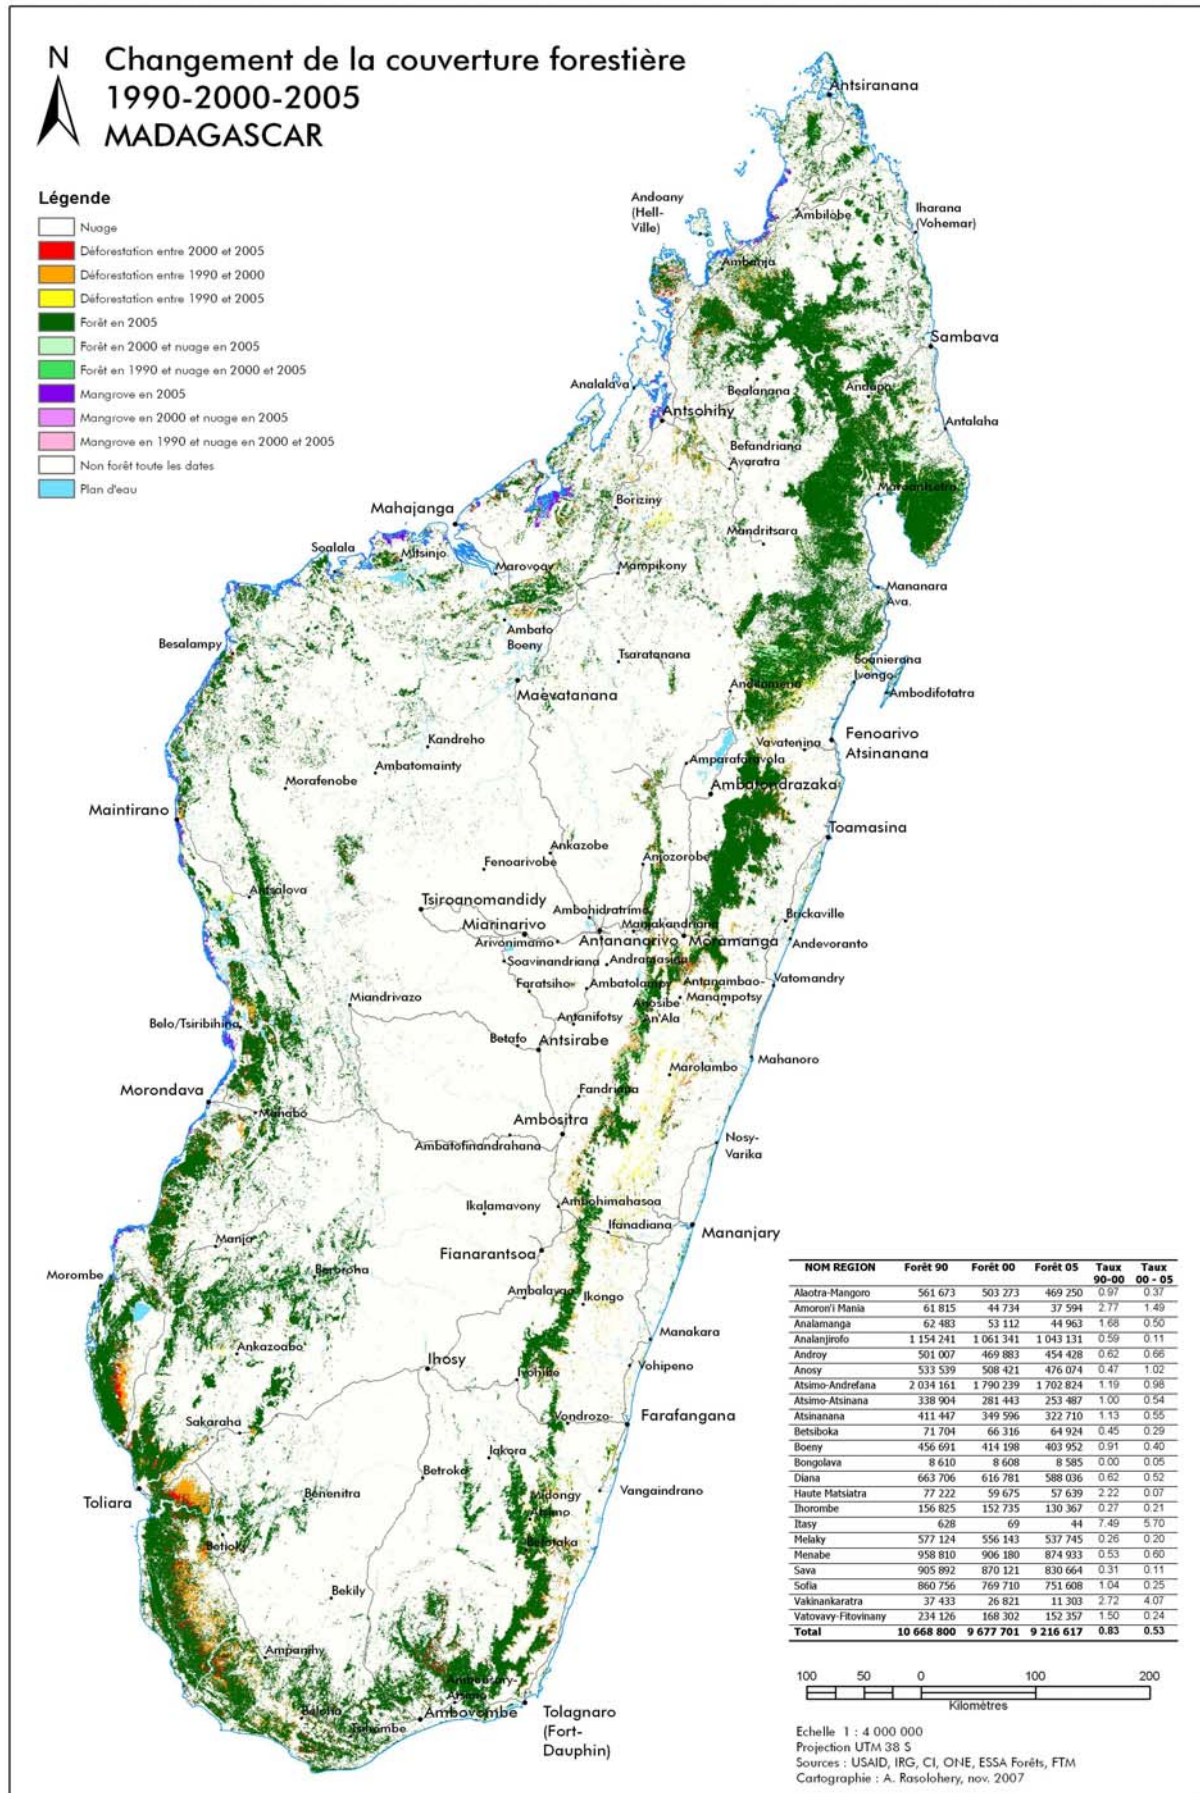 N
Changement de la couverture forestière
1990-2000-2005
MADAGASCAR
Légende
Nuage
Déforestation entre 2000 et 2005
Déforestation entre 1990 et 2000
Déforestation entre 1990 et 2005
Forêt en 2005
Forêt en 2000 et nuage en 2005
Forêt en 1990 et nuage en 2000 et 2005
Mangrove en 2005
Mangrove en 2000 et nuage en 2005
Mangrove en 1990 et nuage en 2000 et 2005
Non forêt toute les dates
Plan d'eau
Antsiranana
Andoany
(Hell-
Ville)
Ambilobe
Iharana
(Vohemar)
Ambanja
Sambava
Analalava
Bealanana
Andapa
Antsohihy
Antalaha
Befandriana
Avaratra
Maroantsetra
Boriziny
Mahajanga
Mandritsara
Soalala
Mitsinjo
Marovoay
Mampikony
Mananara
Ava.
Ambato
Boeny
Besalampy
Tsaratanana
Soanierana
Ivongo
Andilamena
Ambodifotatra
Maevatanana
Kandreho
Vavatenina
Fenoarivo
Atsinanana
Ambatomainty
Amparafaravola
Morafenobe
Ambatondrazaka
Maintirano
Toamasina
Ankazobe
Fenoarivobe
Anjozorobe
Antsalova
Tsiroanomandidy
Ambohidratrimo
Brickaville
Miarinarivo
Manjakandriana
Arivonimamo
Antananarivo
Moramanga
Andevoranto
Soavinandriana
Andramasina
Faratsiho
Ambatolampy
Antanambao-
Manampotsy
Vatomandry
Miandrivazo
Anosibe
An'Ala
Antanifotsy
Belo/Tsiribihina
Betafo
Antsirabe
Mahanoro
Marolambo
Morondava
Fandriana
Mahabo
Ambositra
Ambatofinandrahana
Nosy-
Varika
Ikalamavony
Ambohimahasoa
Ifanadiana
Mananjary
Manja
Fianarantsoa
Morombe
Beroroha
Ambalavao
Ikongo
Manakara
Ankazoabo
Ihosy
Vohipeno
Ivohibe
Sakaraha
Vondrozo
Farafangana
Iakora
Betroka
Toliara
Benenitra
Midongy
Atsimo
Vangaindrano
Betioky
Befotaka
Bekily
Ampanihy
Amboasary-
Atsimo
Beloha
Tsihombe
Ambovombe
Tolagnaro
(Fort-
Dauphin)
NOM REGION Forêt 90 Forêt 00 Forêt 05 Taux 90-00 Taux 00 - 05
Alaotra-Mangoro 561 673 503 273 469 250 0.97 0.37
Amoron'i Mania 61 815 44 734 37 594 2.77 1.49
Analamanga 62 483 53 112 44 963 1.68 0.50
Analanjirofo 1 154 241 1 061 341 1 043 131 0.59 0.11
Androy 501 007 469 883 454 428 0.62 0.66
Anosy 533 539 508 421 476 074 0.47 1.02
Atsimo-Andrefana 2 034 161 1 790 239 1 702 824 1.19 0.98
Atsimo-Atsinana 338 904 281 443 253 487 1.00 0.54
Atsinanana 411 447 349 596 322 710 1.13 0.55
Betsiboka 71 704 66 316 64 924 0.45 0.29
Boeny 456 691 414 198 403 952 0.91 0.40
Bongolava 8 610 8 608 8 585 0.00 0.05
Diana 663 706 616 781 588 036 0.62 0.52
Haute Matsiatra 77 222 59 675 57 639 2.22 0.07
Ihorombe 156 825 152 735 130 367 0.27 0.21
Itasy 628 69 44 7.49 5.70
Melaky 577 124 556 143 537 745 0.26 0.20
Menabe 958 810 906 180 874 933 0.53 0.60
Sava 905 892 870 121 830 664 0.31 0.11
Sofia 860 756 769 710 751 608 1.04 0.25
Vakinankaratra 37 433 26 821 11 303 2.72 4.07
Vatovavy-Fitovinany 234 126 168 302 152 357 1.50 0.24
Total 10 668 800 9 677 701 9 216 617 0.83 0.53
100 50 0 100 200
Kilomètres
Echelle 1 : 4 000 000
Projection UTM 38 S
Sources : USAID, IRG, CI, ONE, ESSA Forêts, FTM
Cartographie : A. Rasolohery, nov. 2007